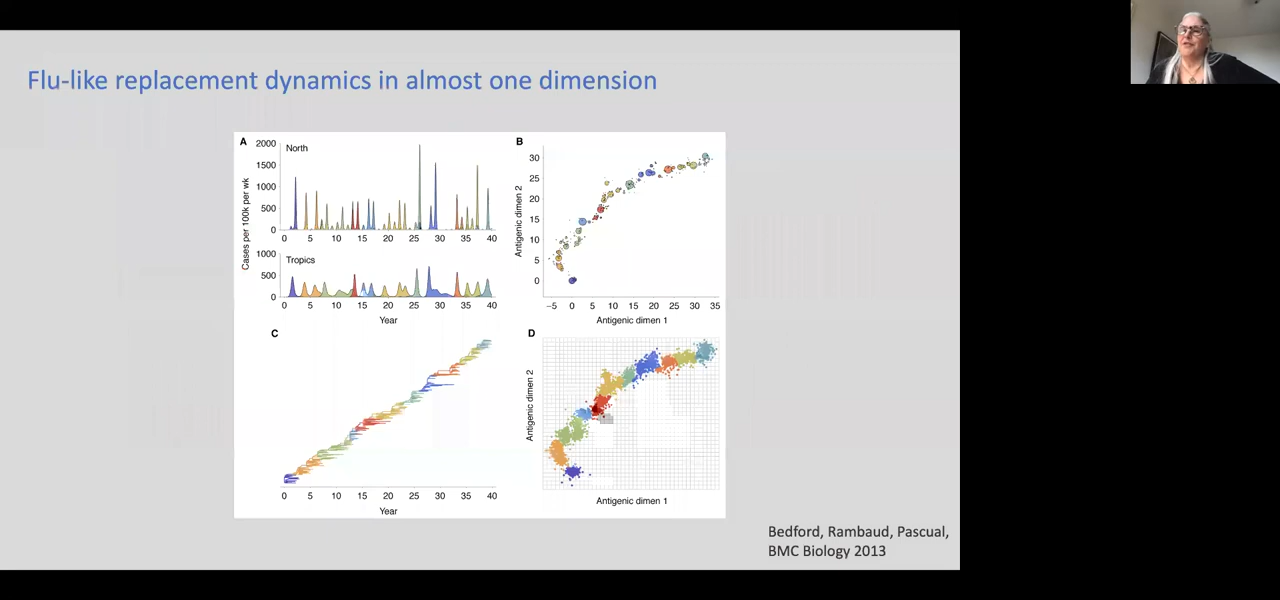 Flu-like replacement dynamics in almost one dimension
A
North
Cases per 100k per wk
2000
1500
1000
500
0
0 5 10 15 20 25 30 35 40
Tropics
1000
500
0
0 5 10 15 20 25 30 35 40
Year
B
Antigenic dimen 2
30
25
20
15
10
5
0
−5 0 5 10 15 20 25 30 35
Antigenic dimen 1
C
0 5 10 15 20 25 30 35 40
Year
D
Antigenic dimen 2
Antigenic dimen 1
Bedford, Rambaud, Pascual,
BMC Biology 2013